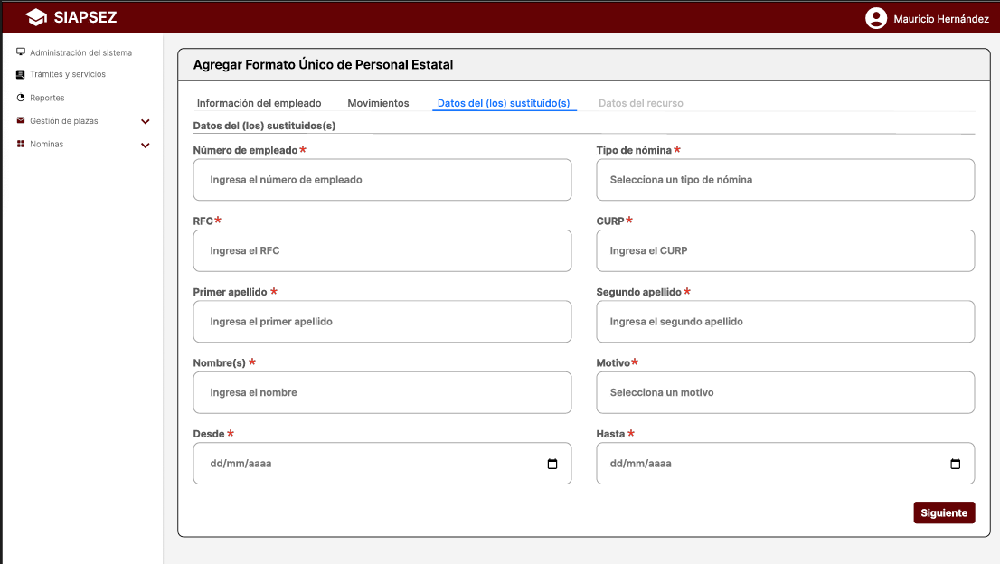 SIAPSEZ
Mauricio Hernández
Administración del sistema
Trámites y servicios
Reportes
Gestión de plazas
Nominas
Agregar Formato Único de Personal Estatal
Información del empleado Movimientos Datos del (los) sustituido(s) Datos del recurso
Datos del (los) sustituidos(s)
Número de empleado* Tipo de nómina*
Ingresa el número de empleado Selecciona un tipo de nómina
RFC* CURP*
Ingresa el RFC Ingresa el CURP
Primer apellido * Segundo apellido*
Ingresa el primer apellido Ingresa el segundo apellido
Nombre(s) * Motivo*
Ingresa el nombre Selecciona un motivo
Desde * Hasta *
dd/mm/aaaa dd/mm/aaaa
Siguiente